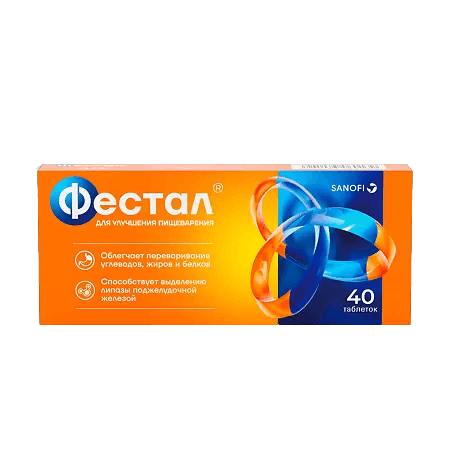 Фестал®
ДЛЯ УЛУЧШЕНИЯ ПИЩЕВАРЕНИЯ
Облегчает переваривание
углеводов, жиров и белков
Способствует выделению
липазы поджелудочной
железой
SANOFI
40
таблеток